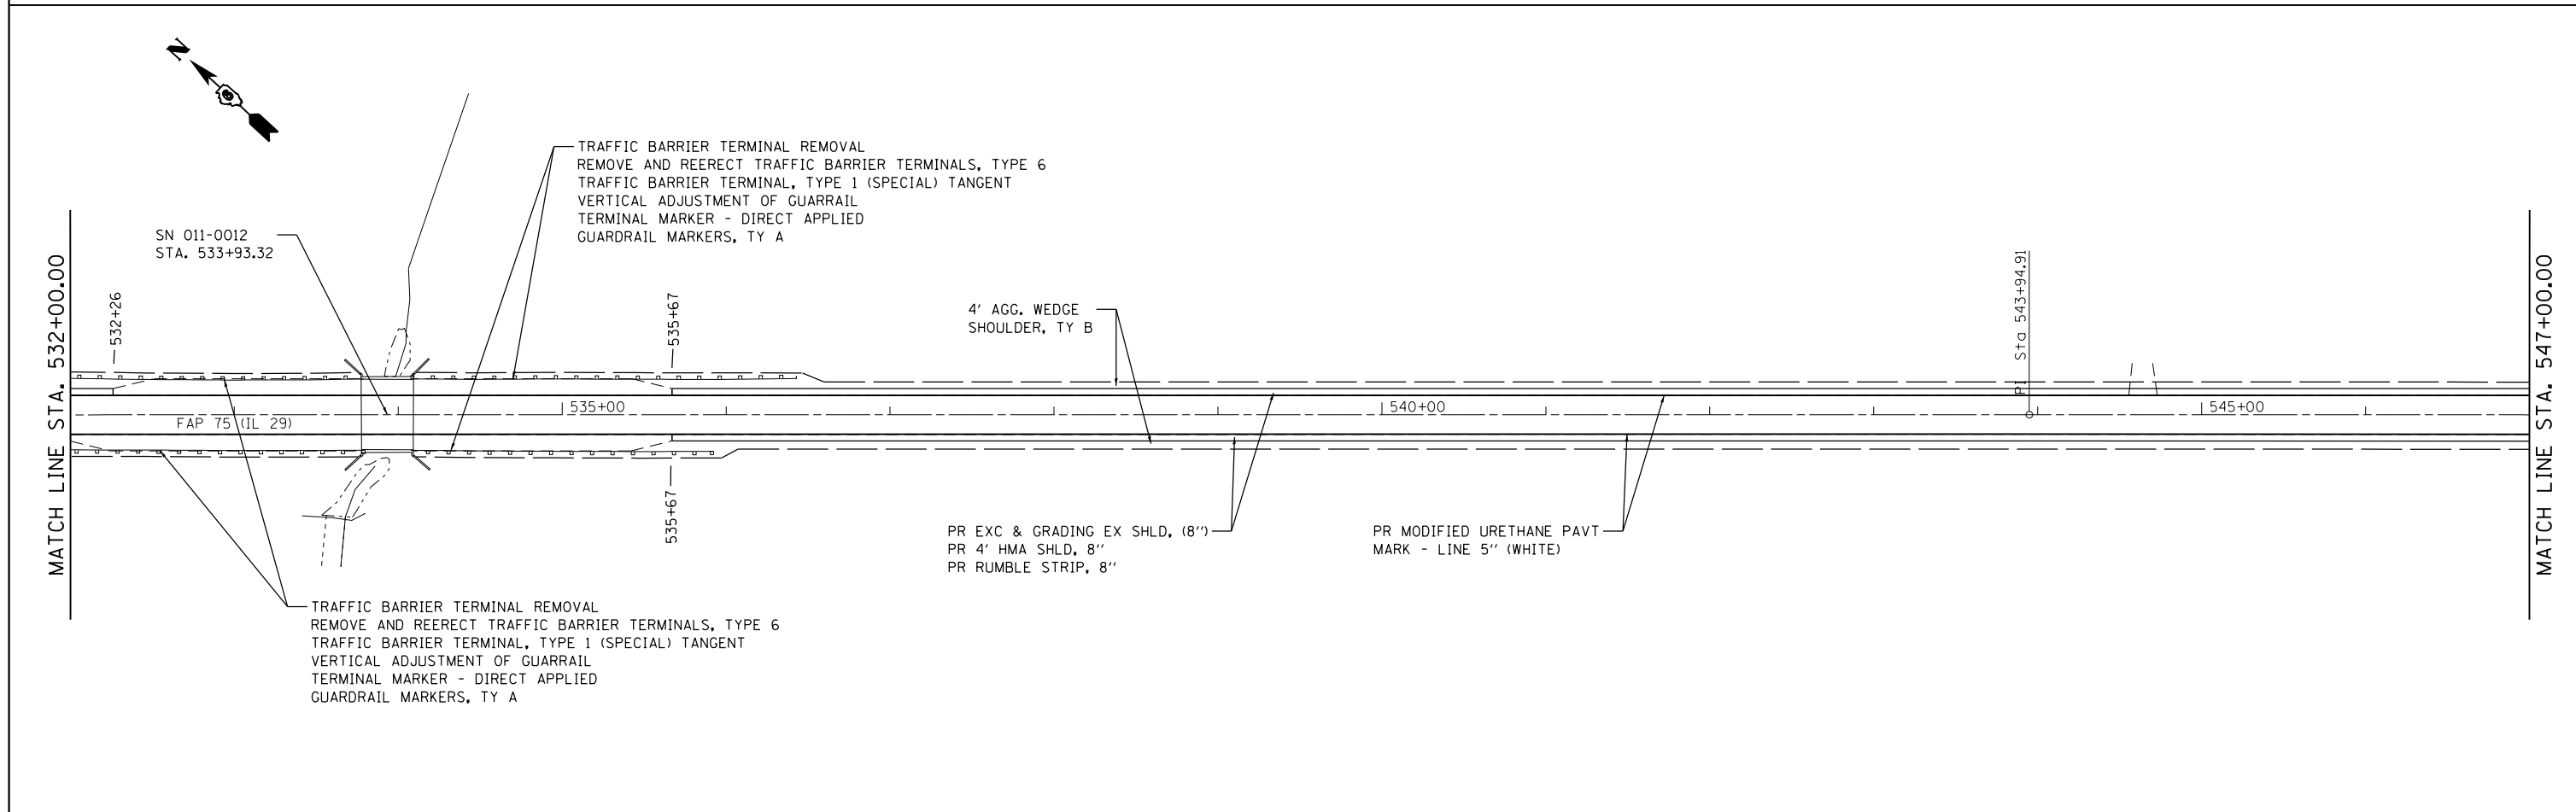 N
TRAFFIC BARRIER TERMINAL REMOVAL
REMOVE AND REERECT TRAFFIC BARRIER TERMINALS, TYPE 6
TRAFFIC BARRIER TERMINAL, TYPE 1 (SPECIAL) TANGENT
VERTICAL ADJUSTMENT OF GUARRAIL
TERMINAL MARKER - DIRECT APPLIED
GUARDRAIL MARKERS, TY A
SN 011-0012
STA. 533+93.32
MATCH LINE STA. 532+00.00
532+26
535+67
4' AGG. WEDGE
SHOULDER, TY B
PI Sta 543+94.91
MATCH LINE STA. 547+00.00
535+00
540+00
545+00
FAP 75 (IL 29)
535+67
PR EXC & GRADING EX SHLD, (8'')
PR 4' HMA SHLD, 8''
PR RUMBLE STRIP, 8''
PR MODIFIED URETHANE PAVT
MARK - LINE 5'' (WHITE)
TRAFFIC BARRIER TERMINAL REMOVAL
REMOVE AND REERECT TRAFFIC BARRIER TERMINALS, TYPE 6
TRAFFIC BARRIER TERMINAL, TYPE 1 (SPECIAL) TANGENT
VERTICAL ADJUSTMENT OF GUARRAIL
TERMINAL MARKER - DIRECT APPLIED
GUARDRAIL MARKERS, TY A